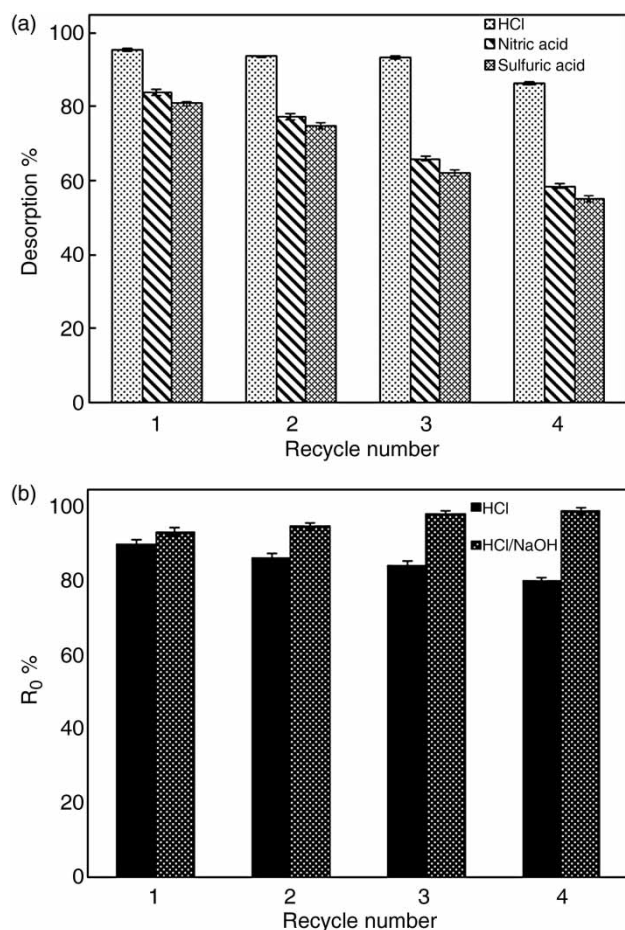 (a)
100
80
60
40
20
0
Desorption %
HCl
Nitric acid
Sulfuric acid
1 2 3 4
Recycle number
(b)
100
80
60
40
20
0
R0 %
HCl
HCl/NaOH
1 2 3 4
Recycle number